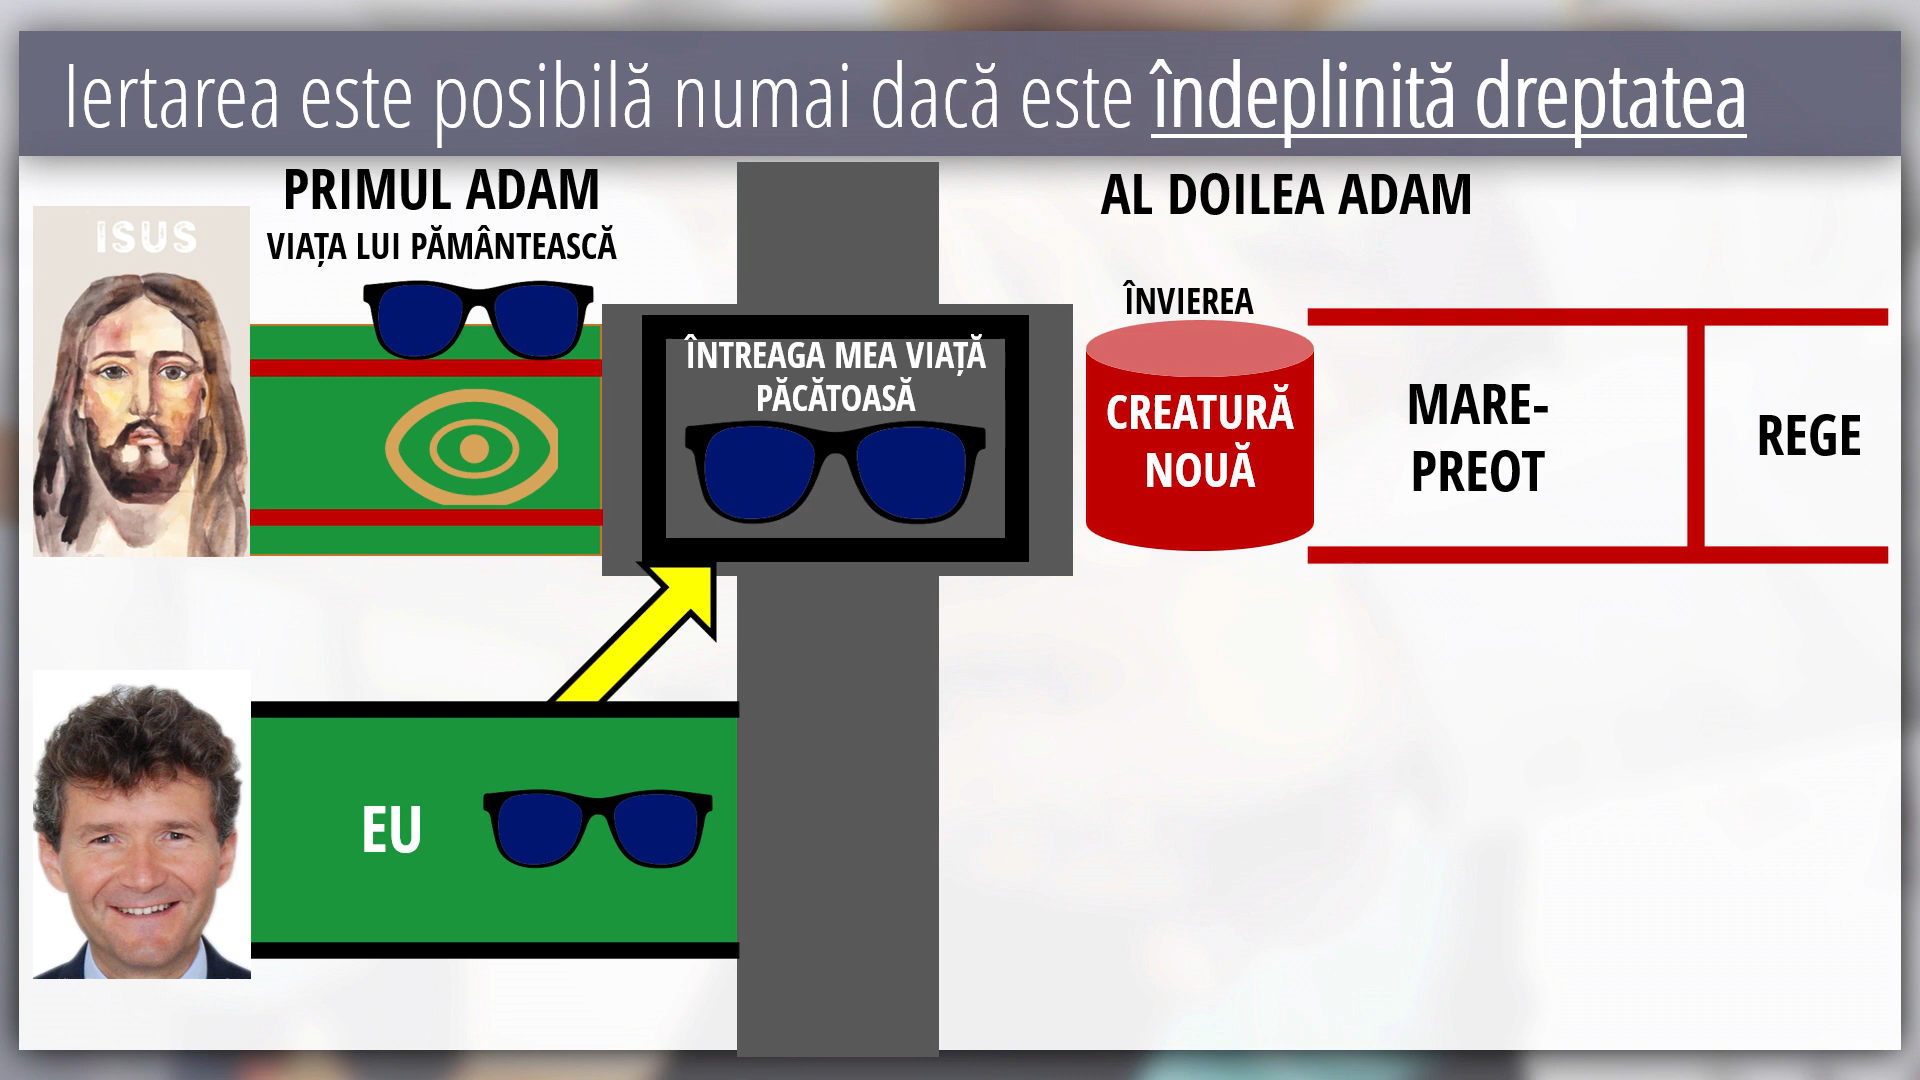 Iertarea este posibilă numai dacă este îndeplinită dreptatea
PRIMUL ADAM
VIAȚA LUI PĂMÂNTEASCĂ
AL DOILEA ADAM
ISUS
ÎNTREAGA MEA VIAȚĂ
PĂCĂTOASĂ
ÎNVIEREA
CREATURĂ
NOUĂ
MARE-
PREOT
REGE
EU